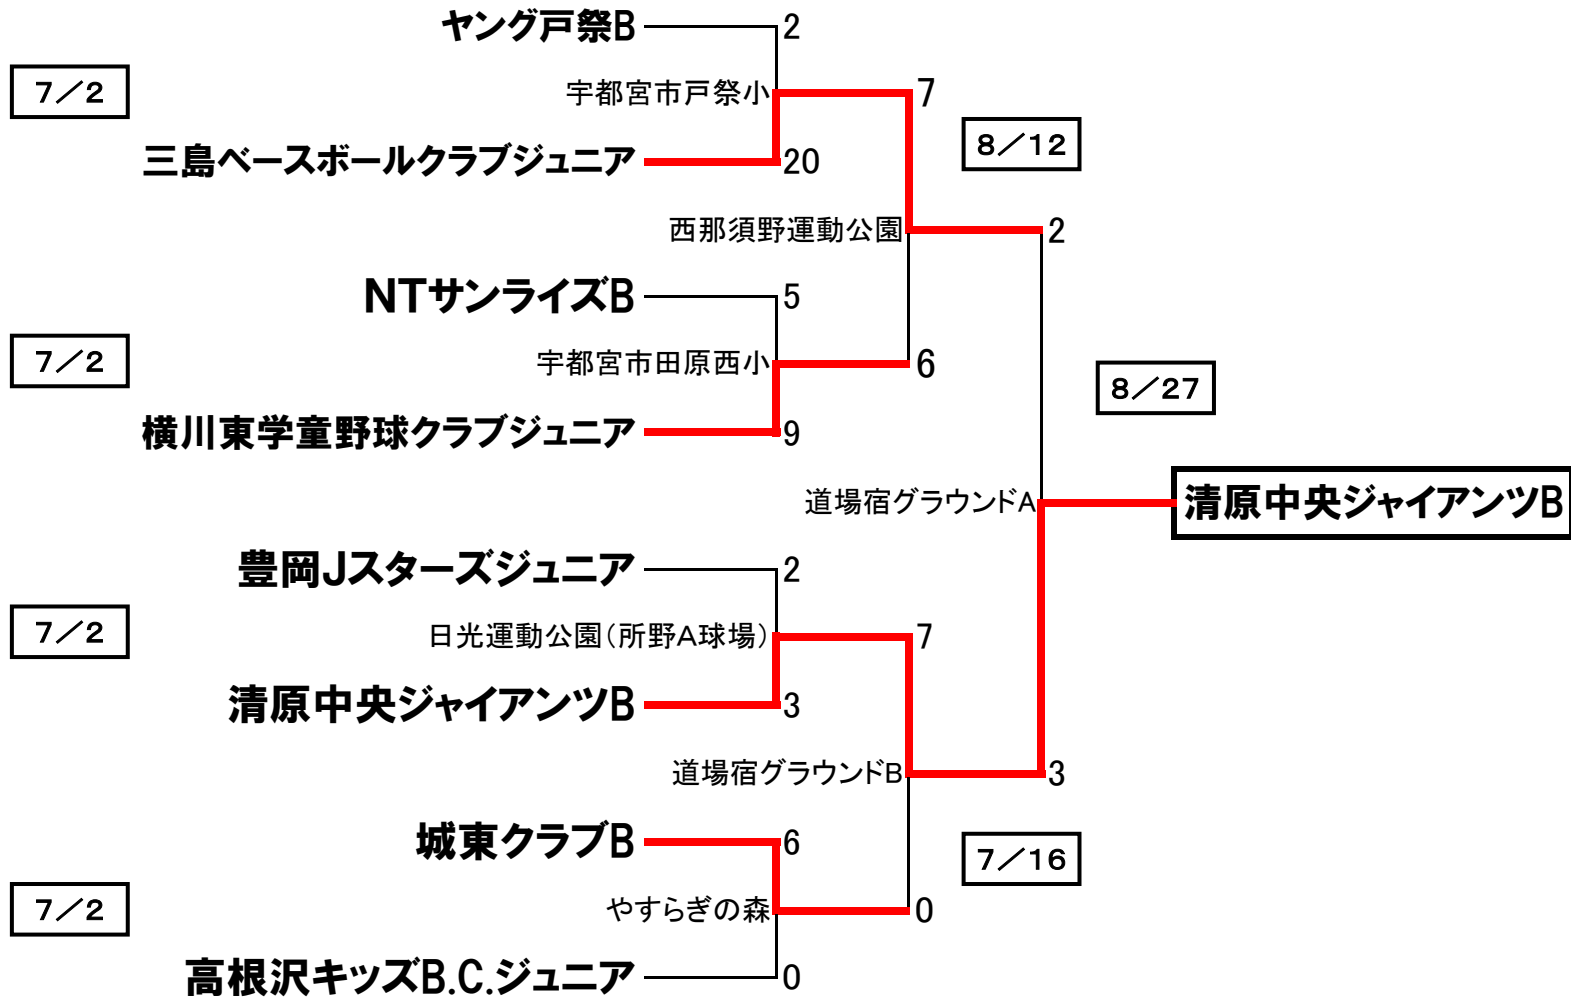 ヤング戸祭B
2
7／2
宇都宮市戸祭小
7
8／12
三島ベースボールクラブジュニア
20
西那須野運動公園
2
NTサンライズB
5
7／2
宇都宮市田原西小
6
8／27
横川東学童野球クラブジュニア
9
道場宿グラウンドA
清原中央ジャイアンツB
豊岡Jスターズジュニア
2
7／2
日光運動公園（所野A球場）
7
清原中央ジャイアンツB
3
道場宿グラウンドB
3
城東クラブB
6
7／16
7／2
やすらぎの森
0
高根沢キッズB.C.ジュニア
0